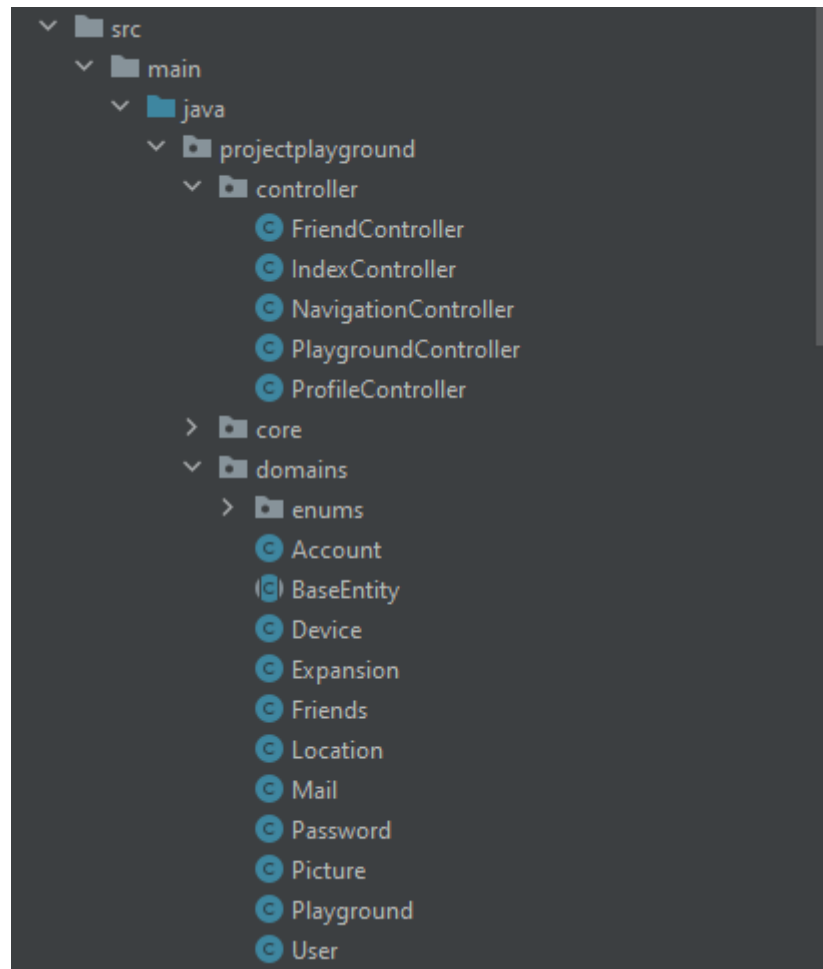 src
main
java
projectplayground
controller
FriendController
IndexController
NavigationController
PlaygroundController
ProfileController
core
domains
enums
Account
BaseEntity
Device
Expansion
Friends
Location
Mail
Password
Picture
Playground
User